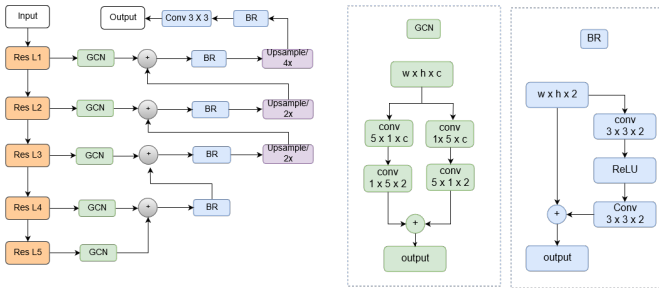 Input
Output
Conv 3 X 3
BR
Res L1
GCN
+
BR
Upsample/
4x
Res L2
GCN
+
BR
Upsample/
2x
Res L3
GCN
+
BR
Upsample/
2x
Res L4
GCN
+
BR
Res L5
GCN
GCN
w x h x c
conv
5 x 1 x c
conv
1x 5 x c
conv
1 x 5 x 2
conv
5 x 1 x 2
+
output
BR
w x h x 2
conv
3 x 3 x 2
ReLU
Conv
3 x 3 x 2
+
output